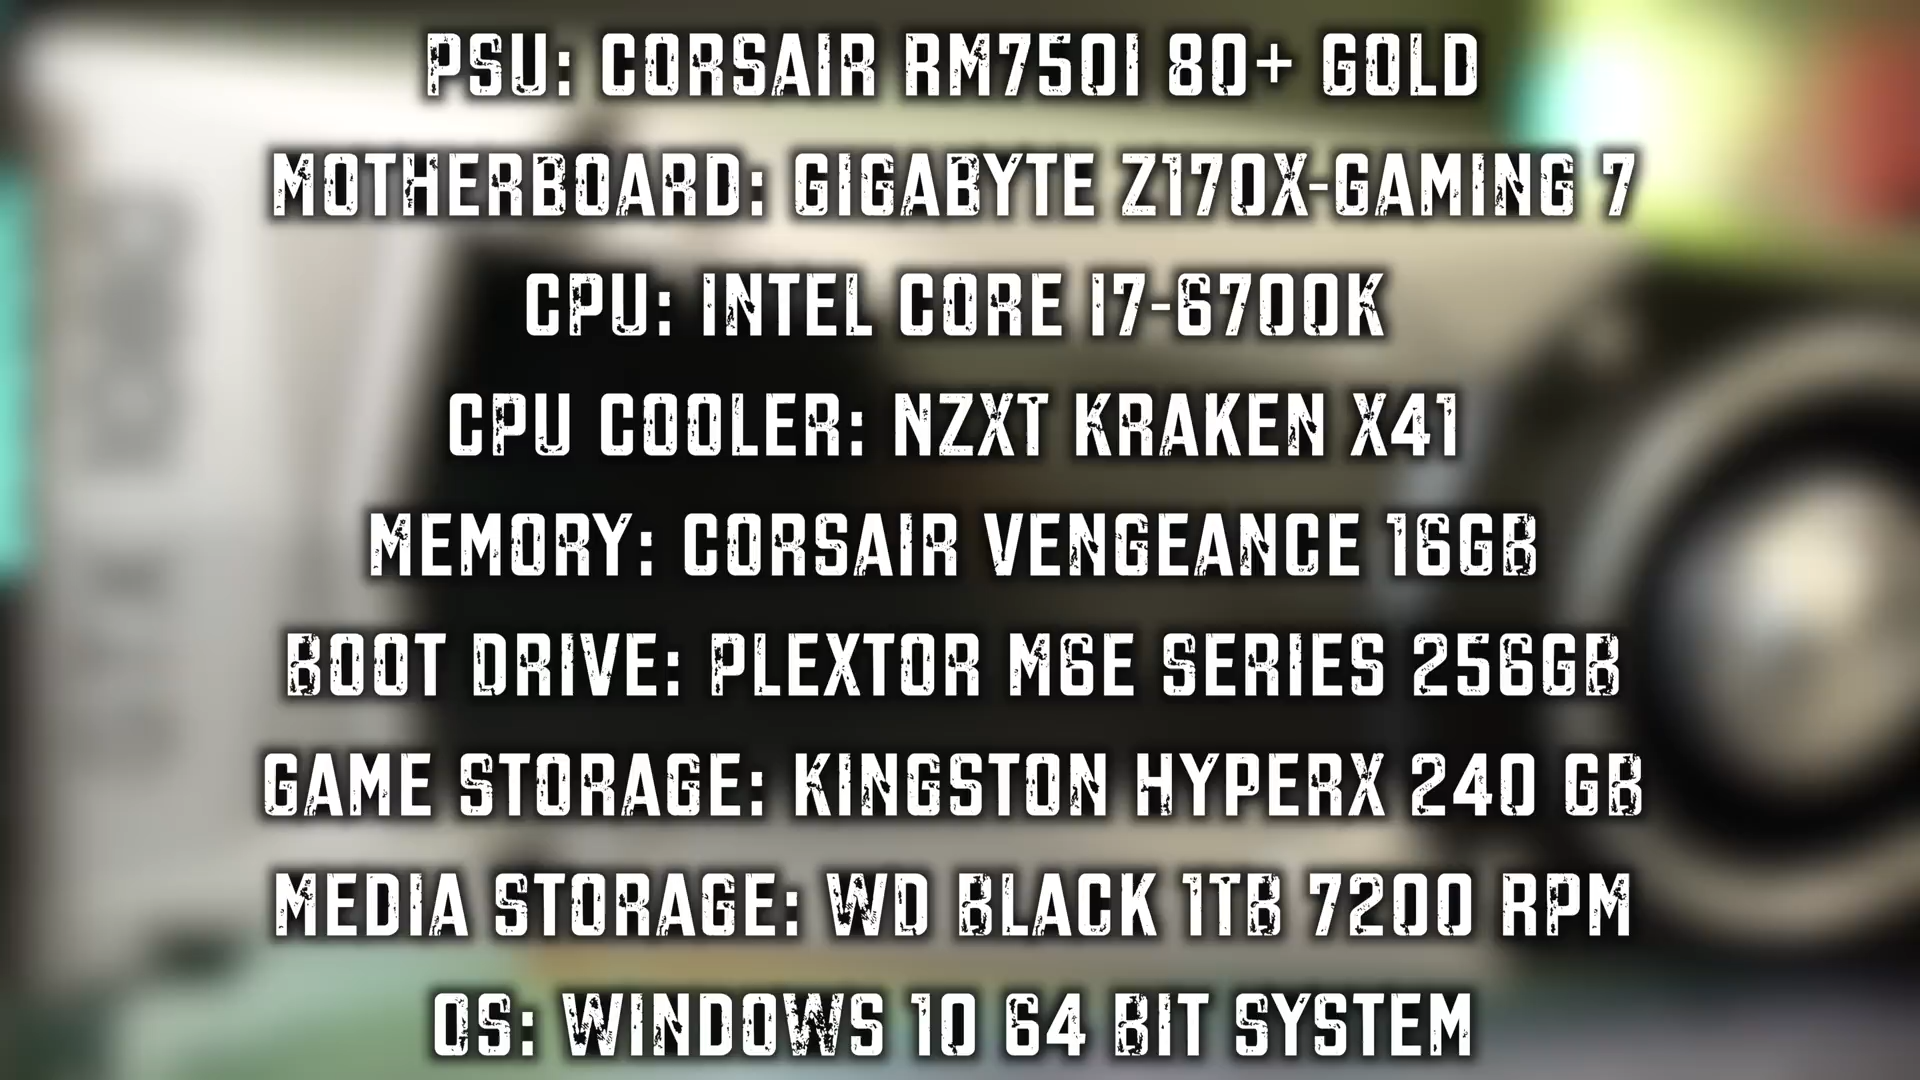 PSU: CORSAIR RM750I 80+ GOLD
MOTHERBOARD: GIGABYTE Z170X-GAMING 7
CPU: INTEL CORE I7-6700K
CPU COOLER: NZXT KRAKEN X41
MEMORY: CORSAIR VENGEANCE 16GB
BOOT DRIVE: PLEXTOR M6E SERIES 256GB
GAME STORAGE: KINGSTON HYPERX 240 GB
MEDIA STORAGE: WD BLACK 1TB 7200 RPM
OS: WINDOWS 10 64 BIT SYSTEM